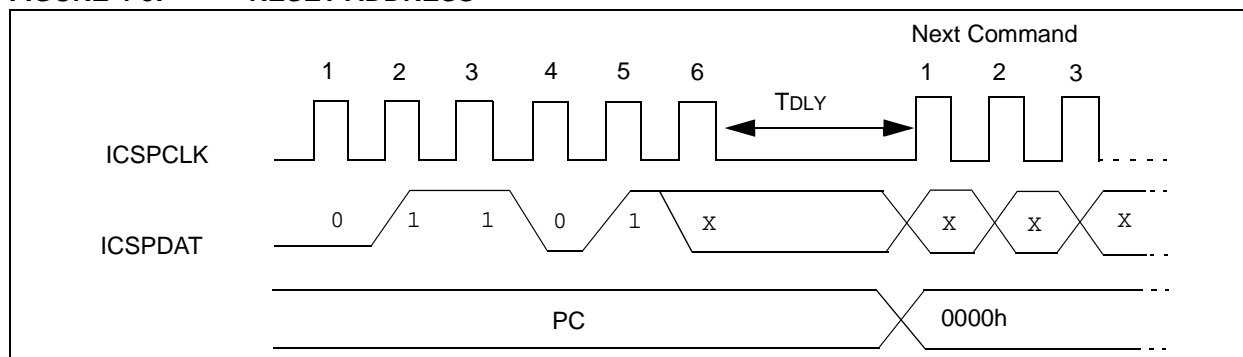 Next Command
1 2 3 4 5 6 1 2 3
TDLY
ICSPCLK
0 1 1 0 1 X X X X
ICSPDAT
PC 0000h